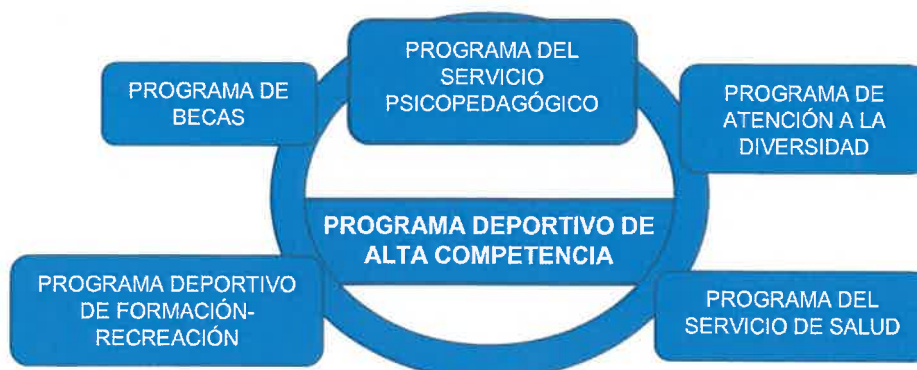 PROGRAMA DEL
SERVICIO
PSICOPEDAGÓGICO
PROGRAMA DE
BECAS
PROGRAMA DE
ATENCIÓN A LA
DIVERSIDAD
PROGRAMA DEPORTIVO DE
ALTA COMPETENCIA
PROGRAMA DEPORTIVO
DE FORMACIÓN-
RECREACIÓN
PROGRAMA DEL
SERVICIO DE SALUD